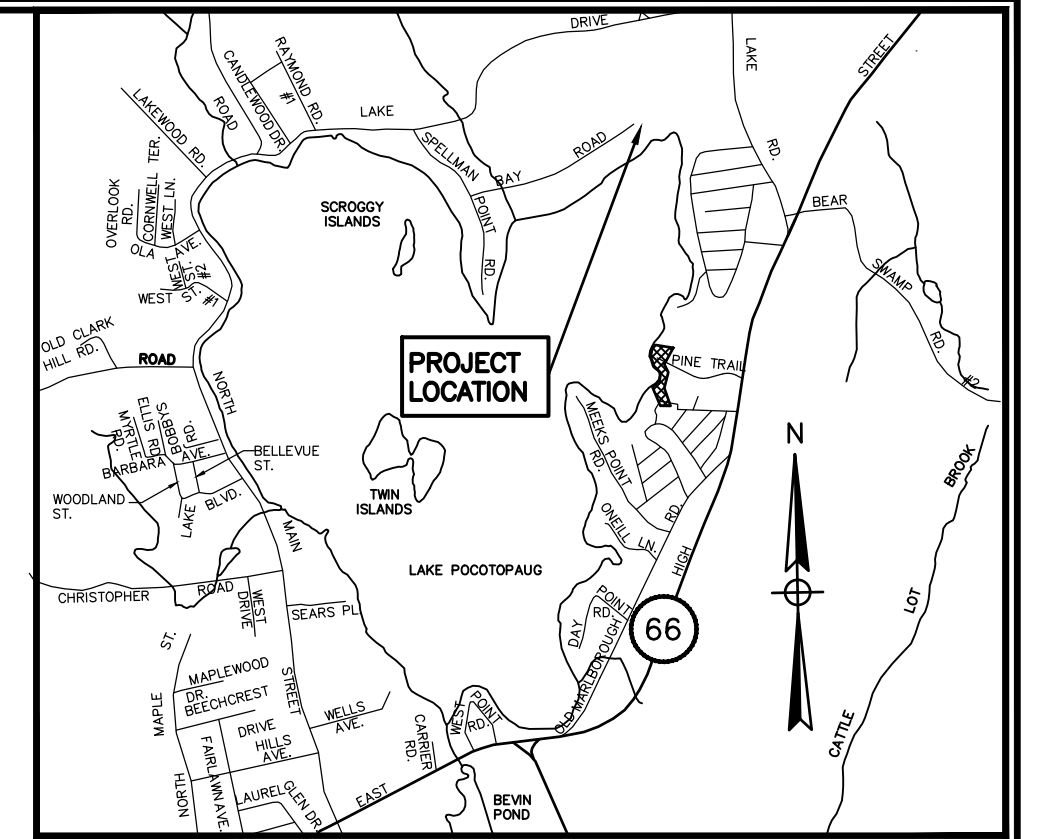 DRIVE
LAKE
STREET
RAYMOND RD.
#1
CANDLEWOOD DR.
ROAD
LAKE
LAKEWOOD RD.
SPELLMAN
BAY
ROAD
RD.
POINT
RD.
OVERLOOK
RD.
CORNWELL TER.
WEST LN.
OLA AVE.
WEST
WEST ST.
#2
WEST ST. #1
SCROGGY
ISLANDS
BEAR
SWAMP
RD.
#2
OLD CLARK
HILL RD.
ROAD
NORTH
PROJECT
LOCATION
PINE TRAIL
MYRTLE
RD.
ELLIS RD
BOBBYS
RD.
BARBARA AVE.
BELLEVUE
ST.
WOODLAND
ST.
LAKE BLVD.
MAIN
TWIN
ISLANDS
MEEKS POINT
RD.
ONEILL LN.
RD.
HIGH
N
BROOK
LAKE POCOTOPAUG
CHRISTOPHER
ROAD
WEST
DRIVE
SEARS PL
POINT
RD.
DAY
66
LOT
ST.
MAPLEWOOD
DR.
BEECHCREST
MAPLE
STREET
DRIVE
HILLS
AVE.
WELLS
AVE.
CARRIER
RD.
WEST
POINT
RD.
OLD MARLBOROUGH
CATTLE
NORTH
FAIRLAWN AVE.
LAUREL
GLEN DR.
EAST
BEVIN
POND